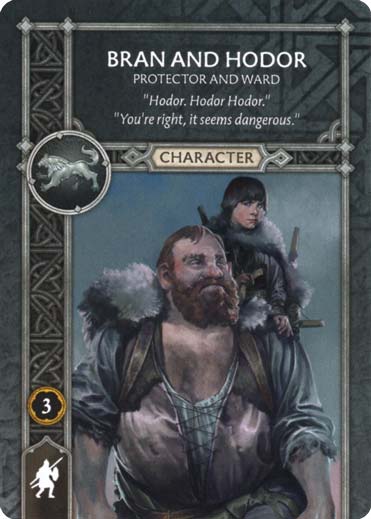 BRAN AND HODOR
PROTECTOR AND WARD
"Hodor. Hodor Hodor."
"You're right, it seems dangerous."
CHARACTER
3